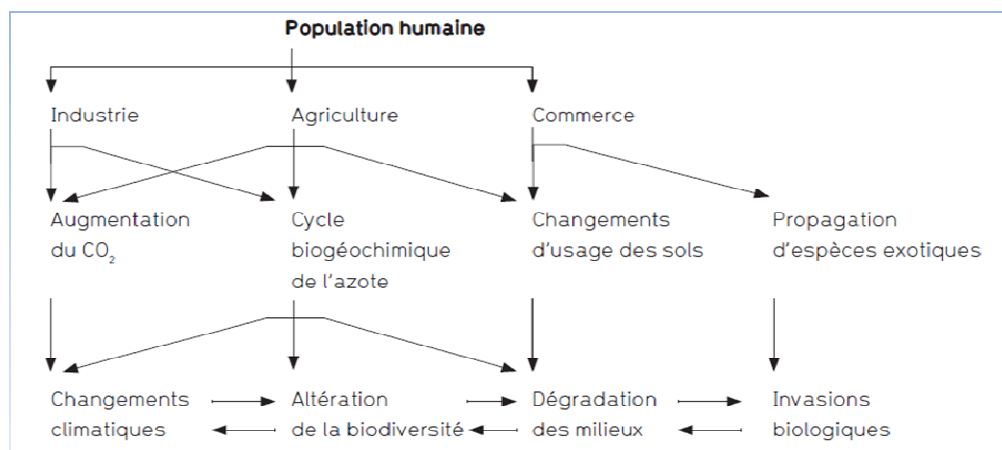 Population humaine
Industrie
Agriculture
Commerce
Augmentation
du CO₂
Cycle
biogéochimique
de l'azote
Changements
d'usage des sols
Propagation
d'espèces exotiques
Changements
climatiques
Altération
de la biodiversité
Dégradation
des milieux
Invasions
biologiques